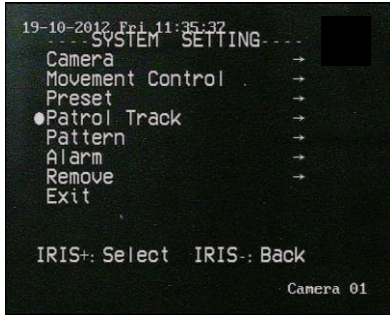 19-10-2012 Fri 11:35:37
----SYSTEM SETTING----
Camera →
Movement Control →
Preset →
●Patrol Track →
Pattern →
Alarm →
Remove →
Exit
IRIS+: Select IRIS-: Back
Camera 01